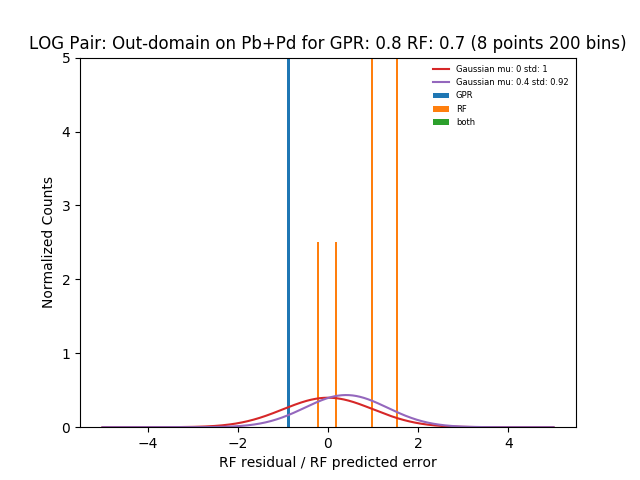 LOG Pair: Out-domain on Pb+Pd for GPR: 0.8 RF: 0.7 (8 points 200 bins)
Gaussian mu: 0 std: 1
Gaussian mu: 0.4 std: 0.92
GPR
RF
both
Normalized Counts
5
4
3
2
1
0
−4 −2 0 2 4
RF residual / RF predicted error